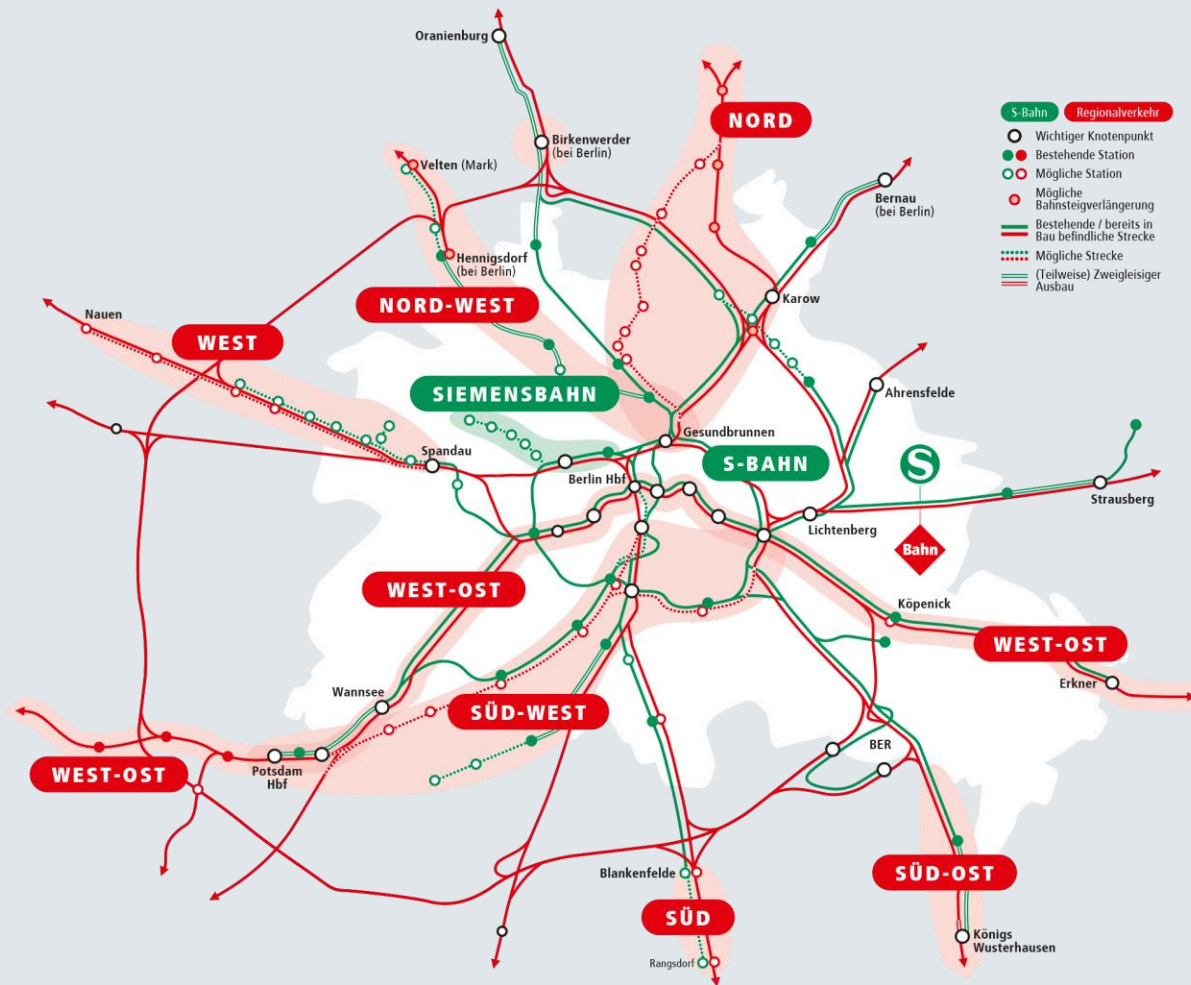 Oranienburg
NORD
S-Bahn
Regionalverkehr
Wichtiger Knotenpunkt
Bestehende Station
Mögliche Station
Mögliche
Bahnsteigverlängerung
Bestehende / bereits in
Bau befindliche Strecke
Mögliche Strecke
(Teilweise) Zweigleisiger
Ausbau
Birkenwerder
(bei Berlin)
Velten (Mark)
Bernau
(bei Berlin)
Hennigsdorf
(bei Berlin)
NORD-WEST
Karow
Nauen
WEST
SIEMENSBAHN
Ahrensfelde
Gesundbrunnen
Spandau
Berlin Hbf
S-BAHN
S
Strausberg
Lichtenberg
Bahn
WEST-OST
Köpenick
WEST-OST
Erkner
Wannsee
SÜD-WEST
WEST-OST
Potsdam
Hbf
BER
Blankenfelde
SÜD-OST
SÜD
Königs
Wusterhausen
Rangsdorf